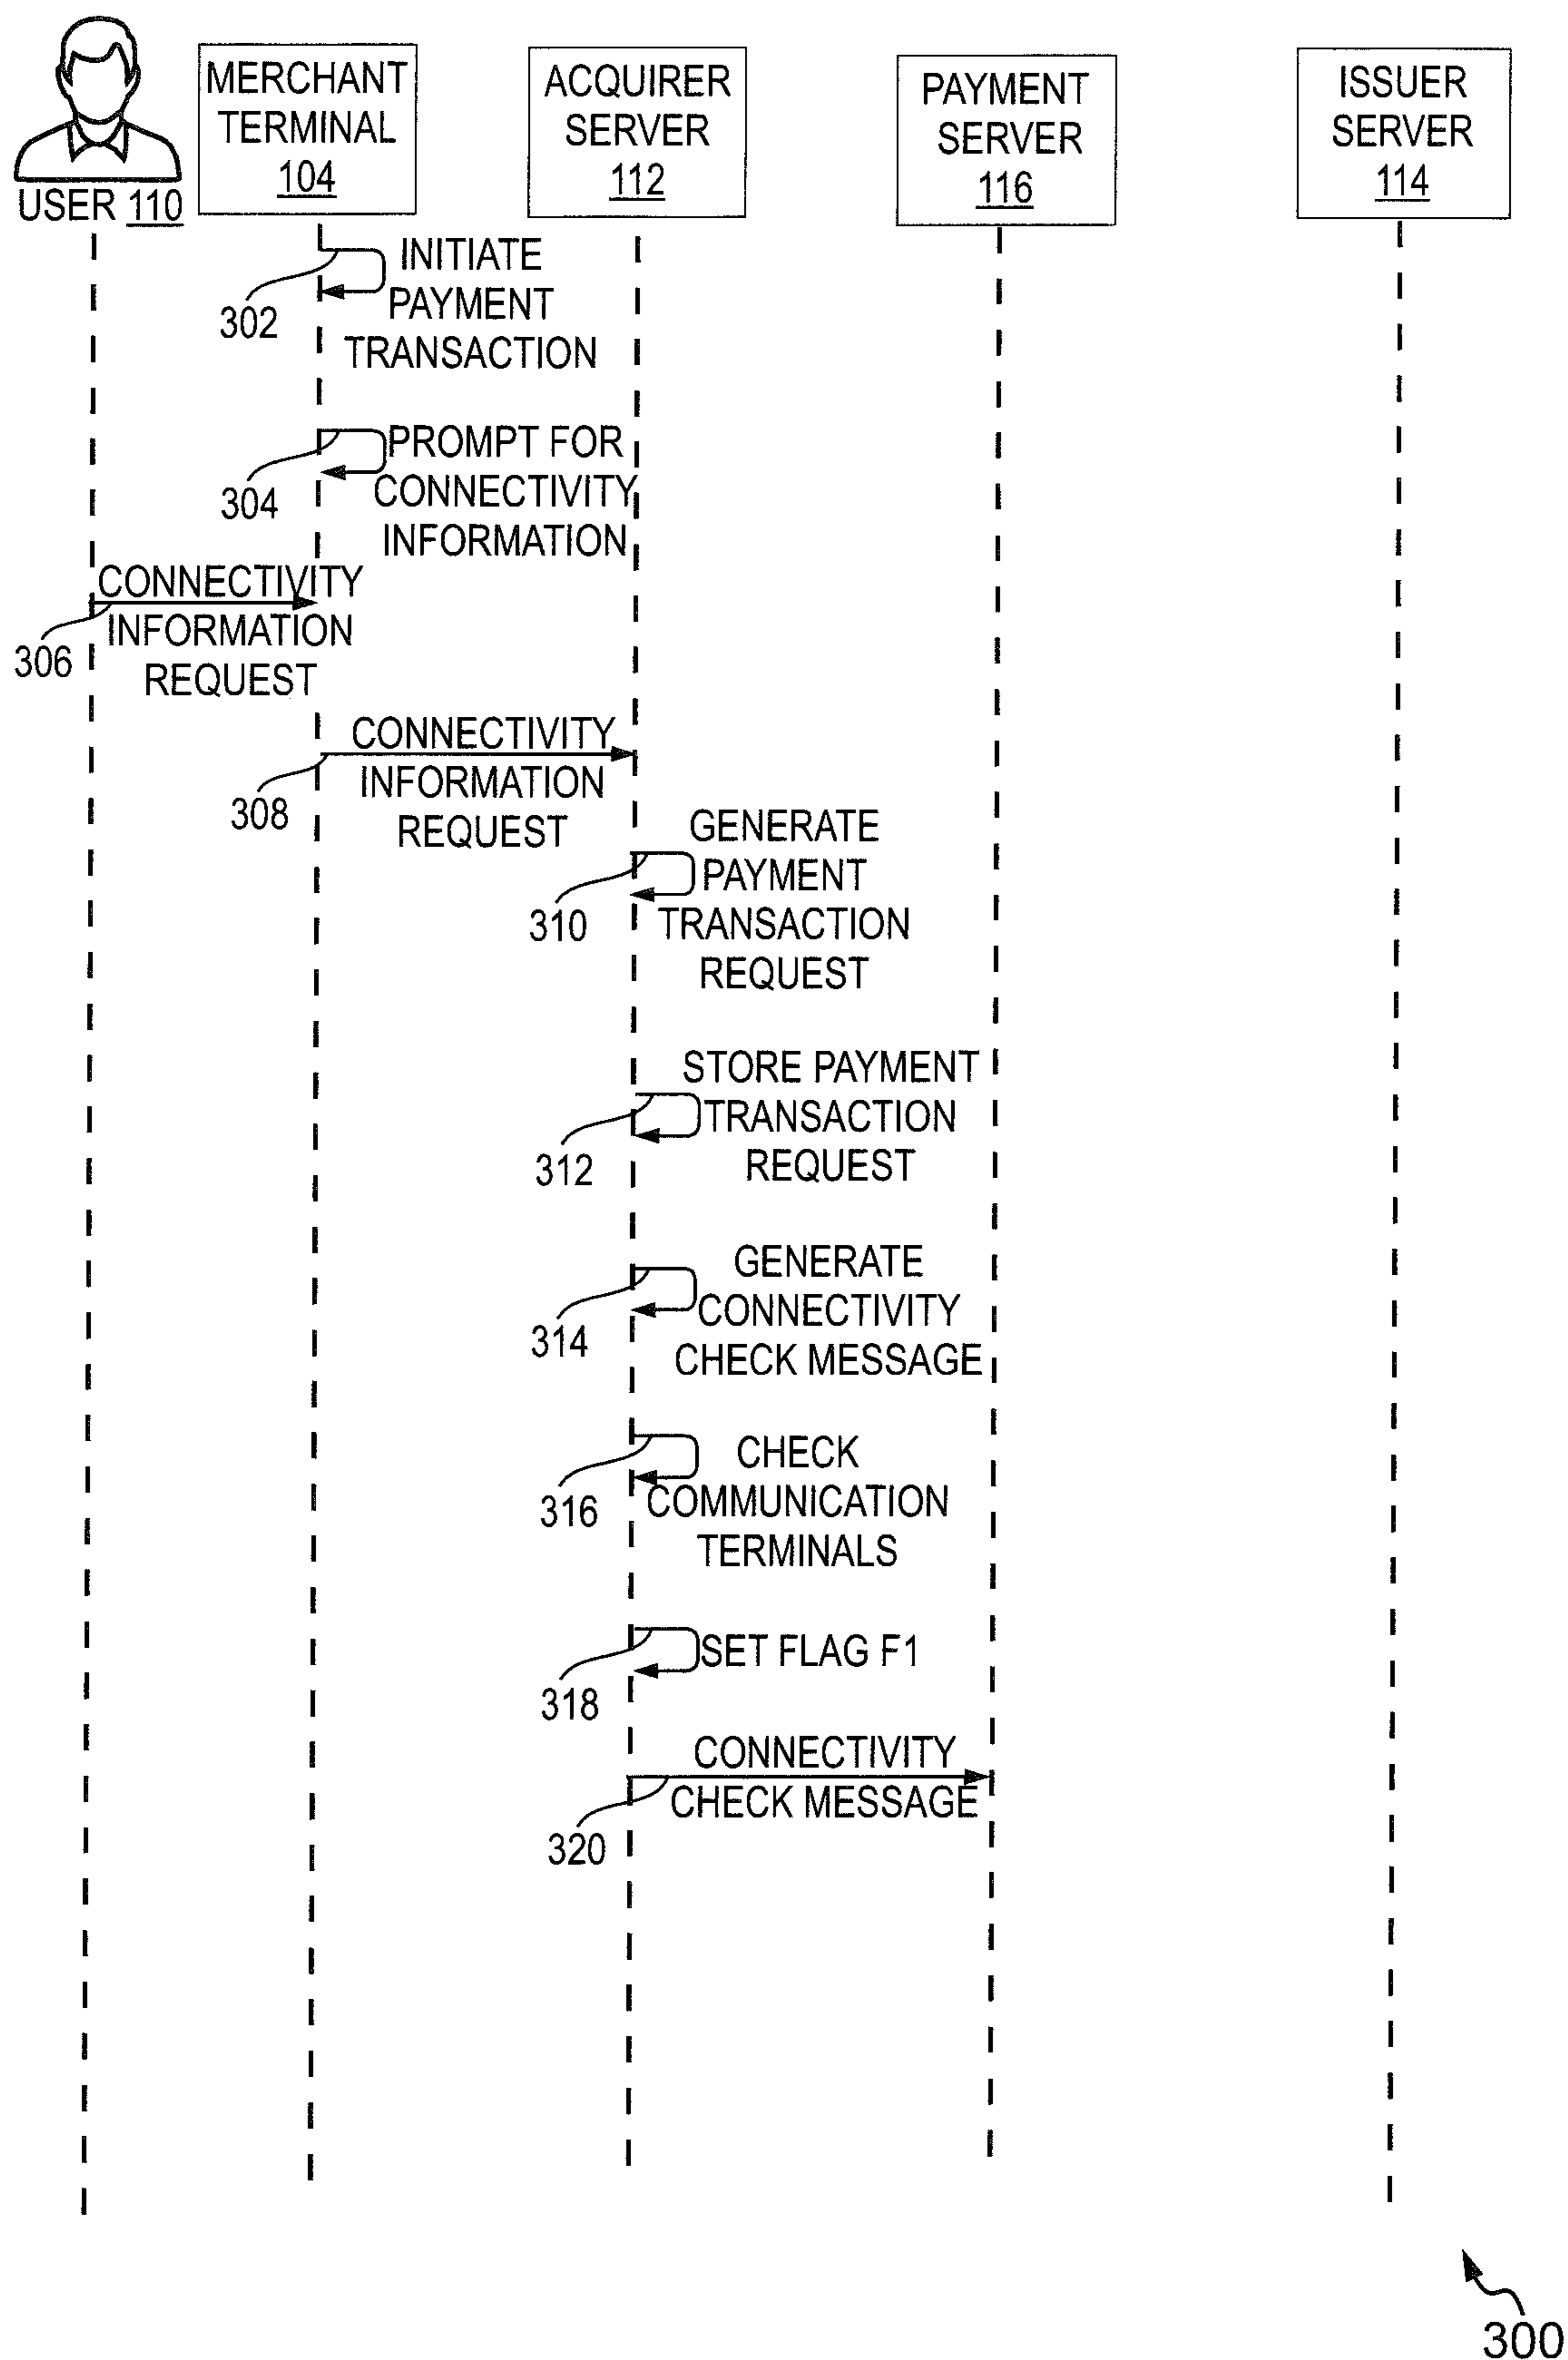 USER 110
MERCHANT
TERMINAL
104
ACQUIRER
SERVER
112
PAYMENT
SERVER
116
ISSUER
SERVER
114
INITIATE
PAYMENT
TRANSACTION
302
PROMPT FOR
CONNECTIVITY
INFORMATION
304
CONNECTIVITY
INFORMATION
REQUEST
306
CONNECTIVITY
INFORMATION
REQUEST
308
GENERATE
PAYMENT
TRANSACTION
REQUEST
310
STORE PAYMENT
TRANSACTION
REQUEST
312
GENERATE
CONNECTIVITY
CHECK MESSAGE
314
CHECK
COMMUNICATION
TERMINALS
316
SET FLAG F1
318
CONNECTIVITY
CHECK MESSAGE
320
300